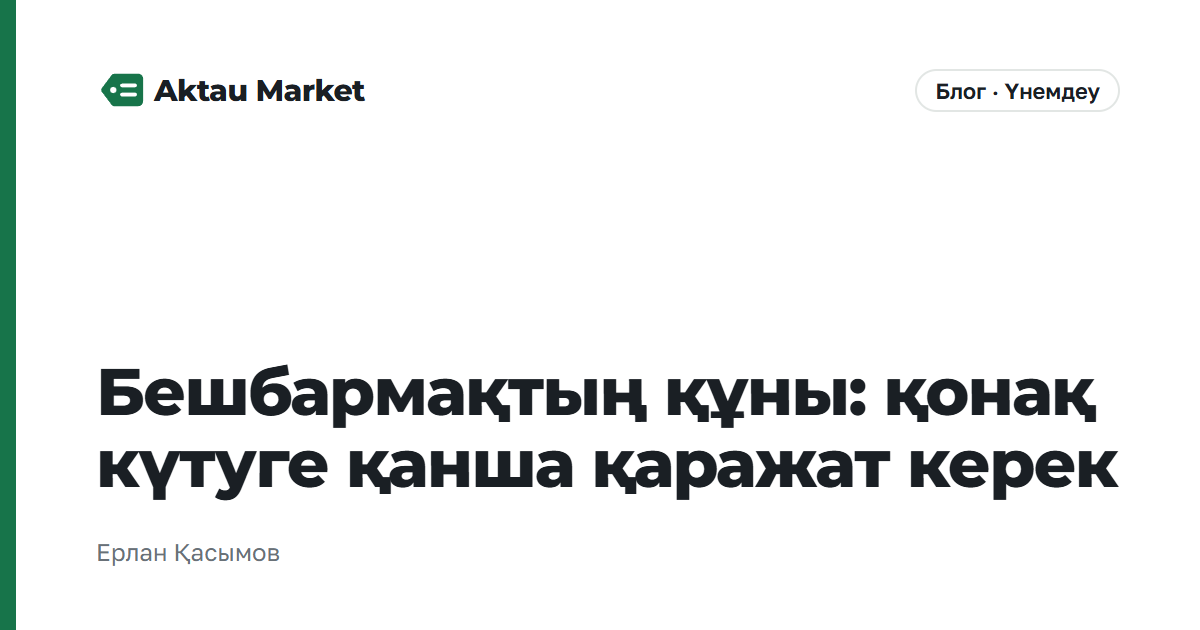 Aktau Market
Блог · Үнемдеу
Бешбармақтың құны: қонақ
күтуге қанша қаражат керек
Ерлан Қасымов